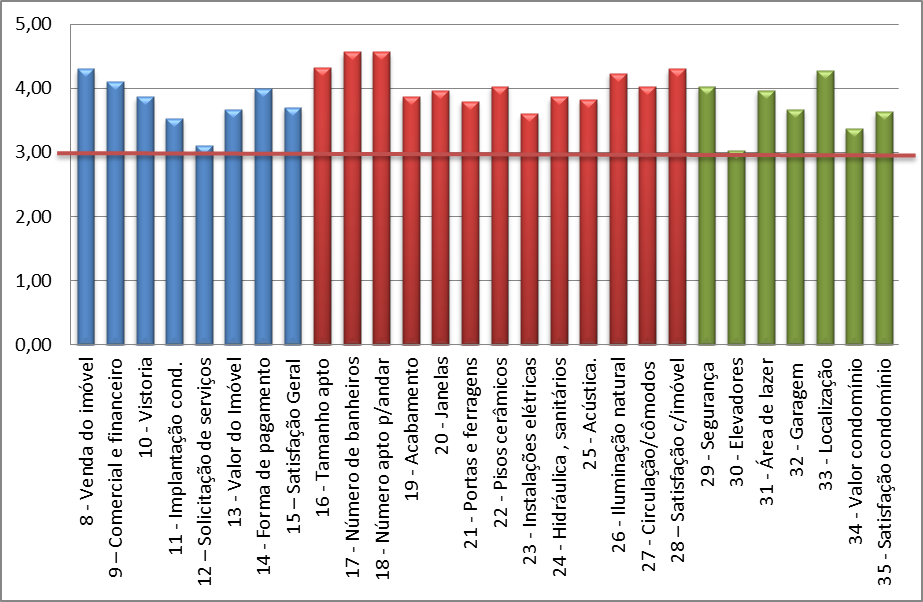 5,00
4,00
3,00
2,00
1,00
0,00
8 - Venda do imóvel
9 – Comercial e financeiro
10 - Vistoria
11 - Implantação cond.
12 – Solicitação de serviços
13 – Valor do Imóvel
14 - Forma de pagamento
15 – Satisfação Geral
16 - Tamanho apto
17 - Número de banheiros
18 - Número apto p/andar
19 - Acabamento
20 - Janelas
21 - Portas e ferragens
22 - Pisos cerâmicos
23 - Instalações elétricas
24 - Hidráulica , sanitários
25 - Acústica.
26 - Iluminação natural
27 - Circulação/cômodos
28 – Satisfação c/imóvel
29 - Segurança
30 - Elevadores
31 - Área de lazer
32 - Garagem
33 - Localização
34 - Valor condomínio
35 - Satisfação condomínio